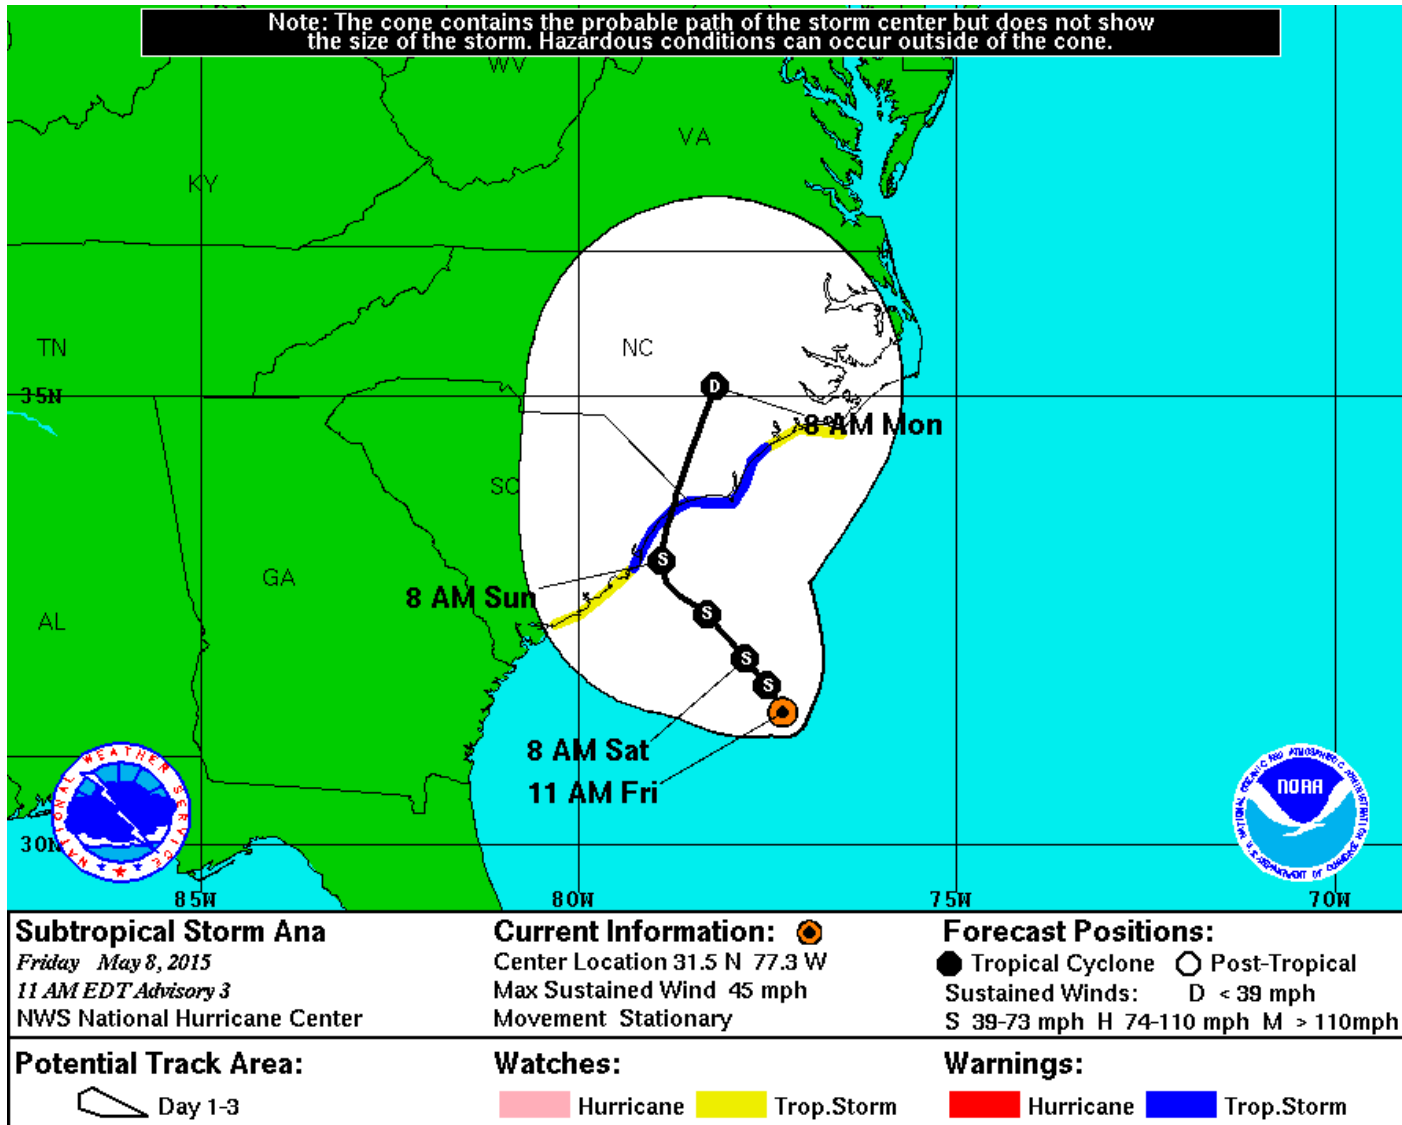 Note: The cone contains the probable path of the storm center but does not show
the size of the storm. Hazardous conditions can occur outside of the cone.
WV
VA
KY
TN
NC
35N
8 AM Mon
SC
GA
8 AM Sun
AL
D
S
S
S
S
8 AM Sat
11 AM Fri
NATIONAL WEATHER SERVICE
NOAA
30N
85W
80W
75W
70W
Subtropical Storm Ana
Friday May 8, 2015
11 AM EDT Advisory 3
NWS National Hurricane Center
Current Information:
Center Location 31.5 N 77.3 W
Max Sustained Wind 45 mph
Movement Stationary
Forecast Positions:
Tropical Cyclone Post-Tropical
Sustained Winds: D < 39 mph
S 39-73 mph H 74-110 mph M > 110mph
Potential Track Area:
Day 1-3
Watches:
Hurricane Trop.Storm
Warnings:
Hurricane Trop.Storm